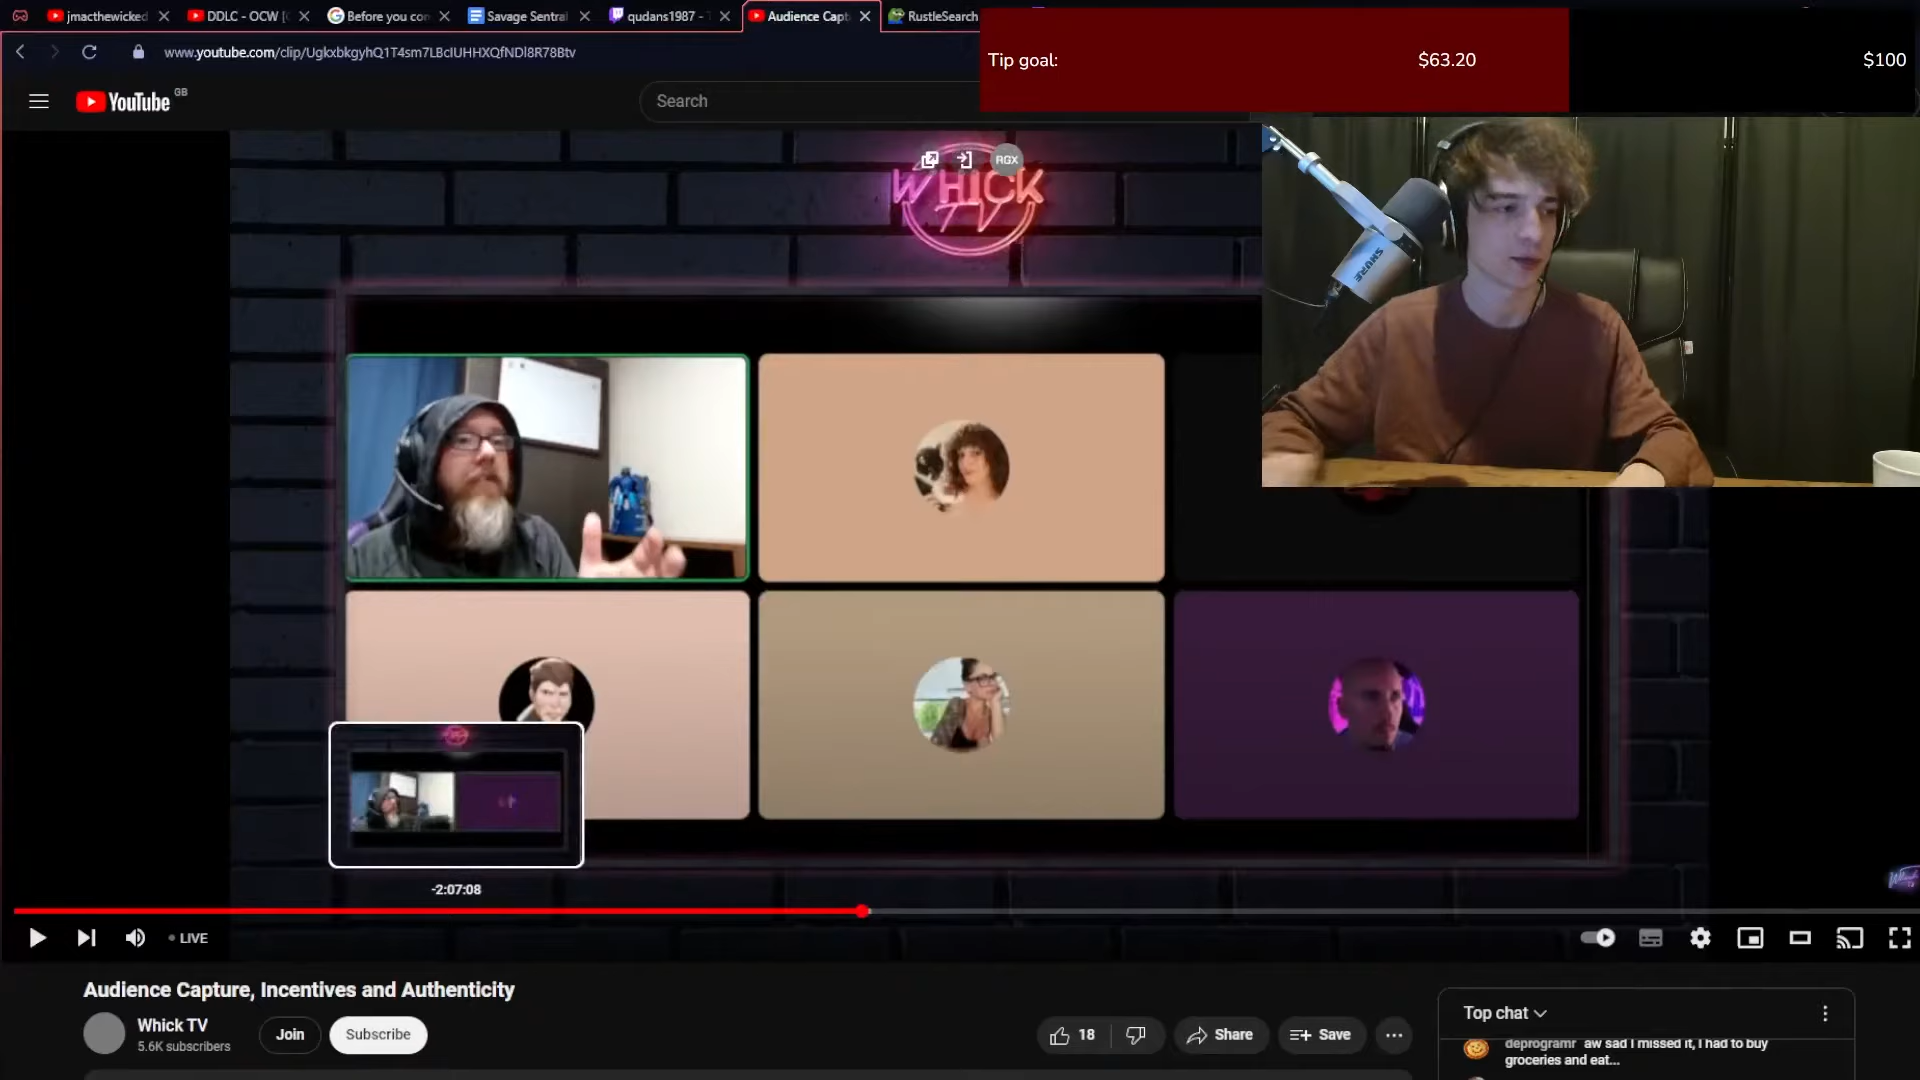 jmacthewicked
DDLC - OCW [
Before you con
Savage Sentral
qudans1987 - T
Audience Capt
RustleSearch
www.youtube.com/clip/UgkxbkgyhQ1T4sm7LBcIUHHXQfNDl8R78Btv
Tip goal:
$63.20
$100
YouTube
GB
Search
RGX
WHICK
TV
SHURE
-2:07:08
LIVE
Audience Capture, Incentives and Authenticity
Whick TV
5.6K subscribers
Join
Subscribe
18
Share
Save
Top chat
deprogramr aw sad I missed it, I had to buy
groceries and eat...